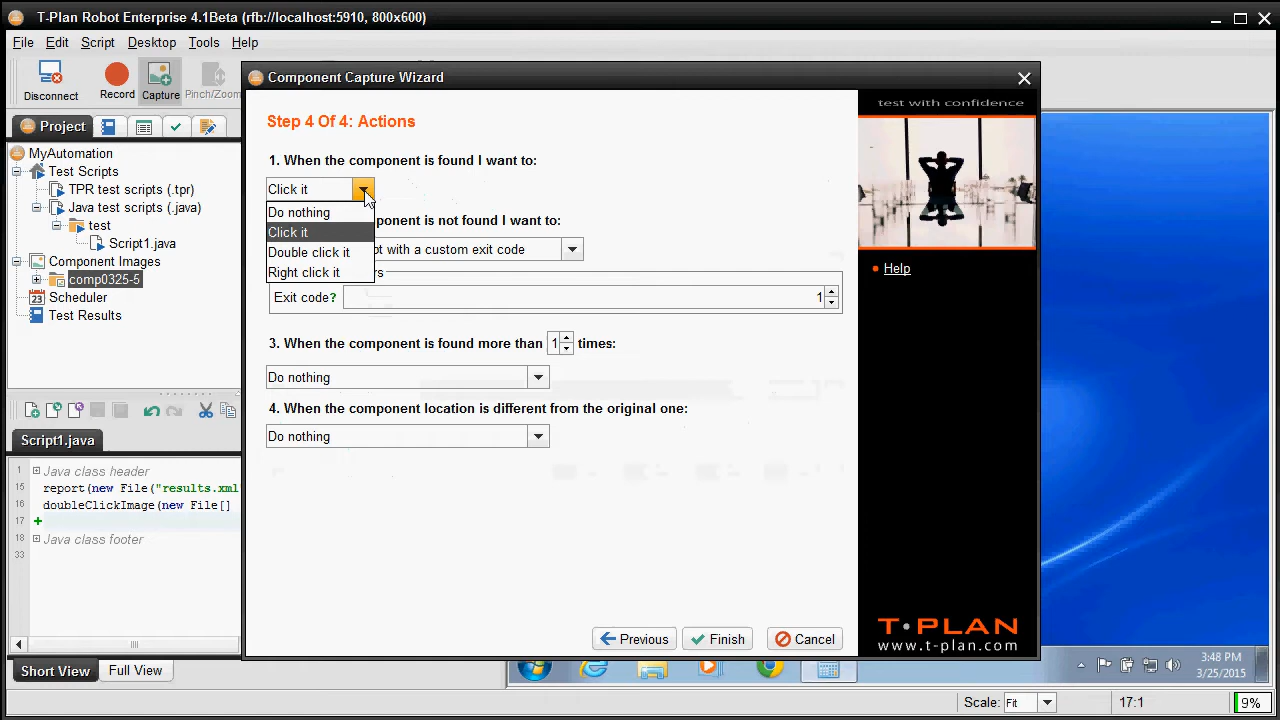 T-Plan Robot Enterprise 4.1Beta (rfb://localhost:5910, 800x600)
File Edit Script Desktop Tools Help
Disconnect Record Capture Pinch/Zoom
Project
MyAutomation
Test Scripts
TPR test scripts (.tpr)
Java test scripts (.java)
test
Script1.java
Component Images
comp0325-5
23 Scheduler
Test Results
Script1.java
1 Java class header
15 report(new File("results.xml"
16 doubleClickImage(new File[]
17
18 Java class footer
33
Short View Full View
Component Capture Wizard
Step 4 Of 4: Actions
1. When the component is found I want to:
Click it
Do nothing
Click it
Double click it
Right click it
ponent is not found I want to:
pt with a custom exit code
rs
Exit code? 1
3. When the component is found more than 1 times:
Do nothing
4. When the component location is different from the original one:
Do nothing
Previous Finish Cancel
test with confidence
Help
T·PLAN
www.t-plan.com
3:48 PM
3/25/2015
Scale: Fit 17:1 9%